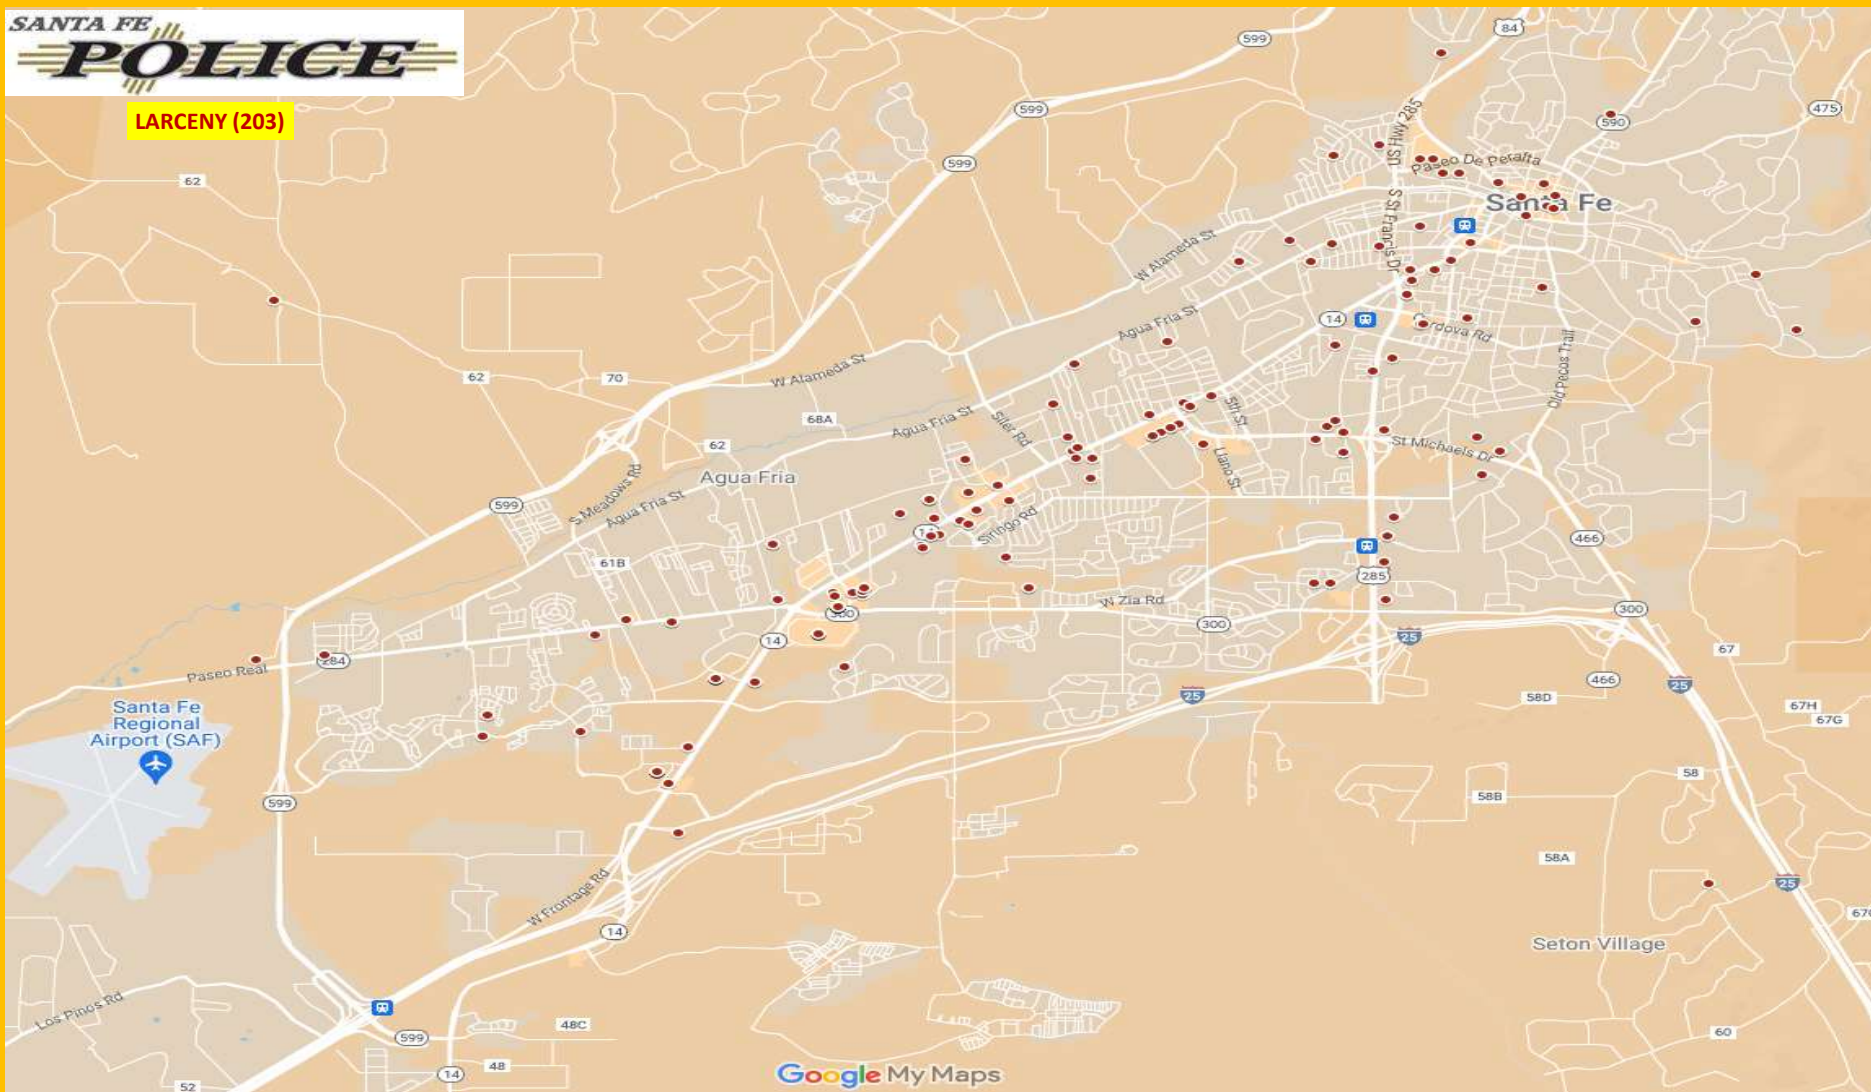 SANTA FE
POLICE
LARCENY (203)
84
599
599
475
590
US Hwy 285
Paseo De Peralta
599
62
Santa Fe
S St Francis Dr
W Alameda St
Agua Fria St
14
Cordova Rd
Old Pecos Trail
W Alameda St
62
70
68A
Agua Fria St
Siler Rd
5th St
62
St Michaels Dr
Llano St
Agua Fria
S Meadows Rd
599
Agua Fria St
Siringo Rd
466
61B
285
W Zia Rd
300
300
300
14
25
284
67
Paseo Real
466
25
25
58D
Santa Fe
Regional
Airport (SAF)
67H
67G
58
599
58B
58A
25
W Frontage Rd
14
Seton Village
Los Pinos Rd
48C
60
599
14
48
52
Google My Maps